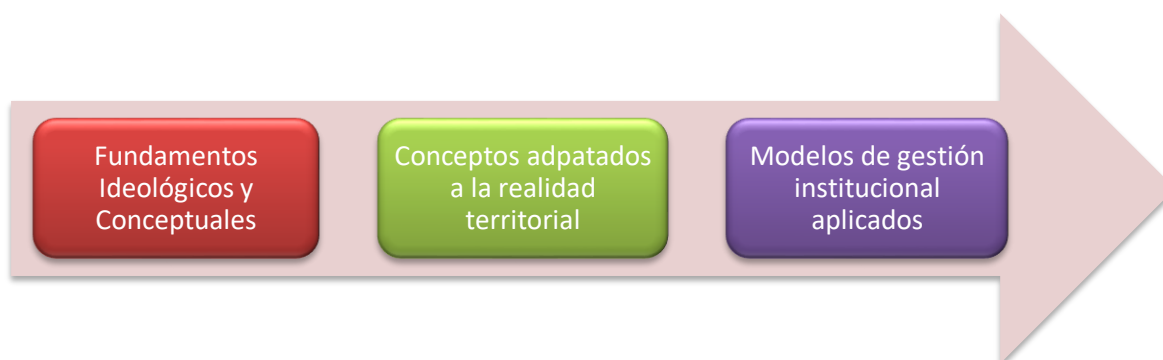 Fundamentos
Ideológicos y
Conceptuales
Conceptos adpatados
a la realidad
territorial
Modelos de gestión
institucional
aplicados